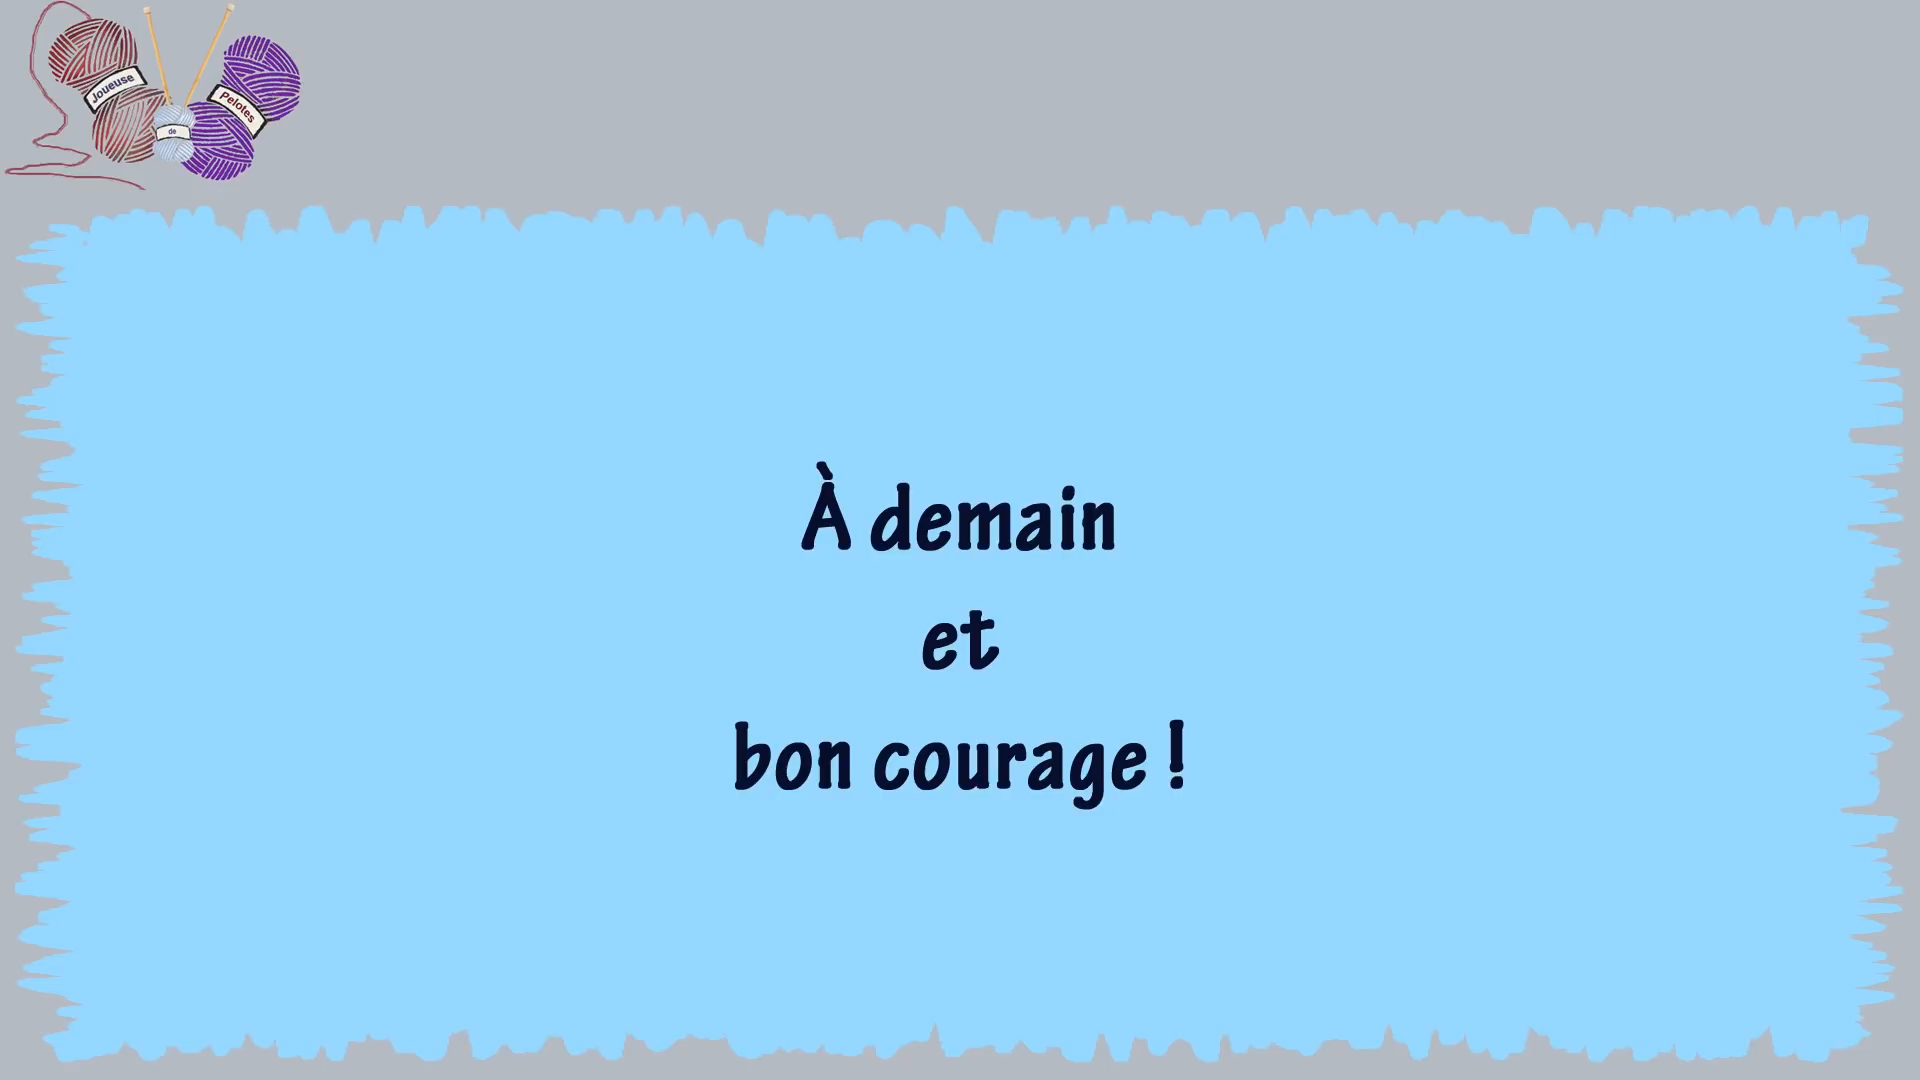 Joueuse
de
Pelotes
À demain
et
bon courage !